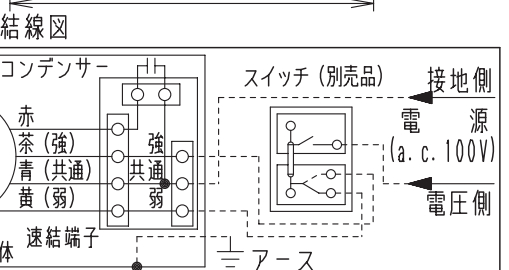 結線図
コンデンサー
スイッチ（別売品）
接地側
電 源
(a.c.100V)
電圧側
赤
茶（強）
青（共通）
黄（弱）
強
共通
弱
速結端子
体
アース